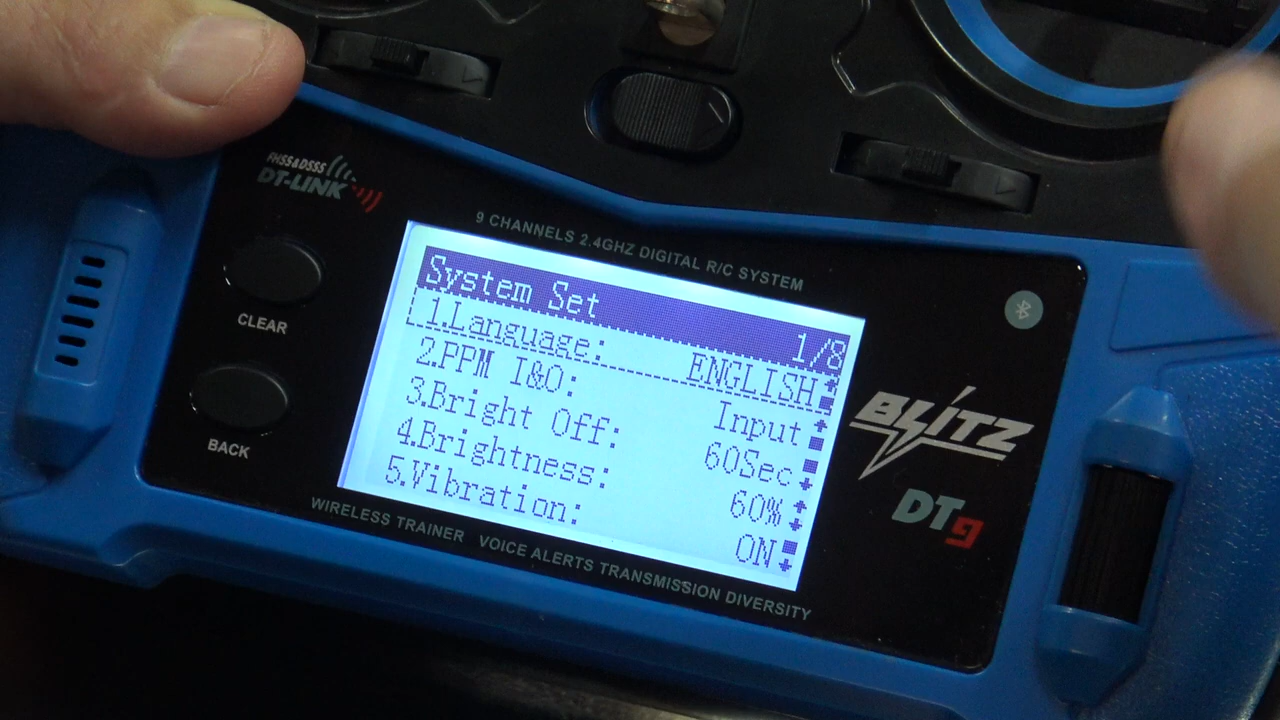 FHSS&DSSS
DT-LINK
9 CHANNELS 2.4GHZ DIGITAL R/C SYSTEM
CLEAR
BACK
System Set 1/8
1.Language: ENGLISH
2.PPM I&O: Input
3.Bright Off: 60Sec
4.Brightness: 60%
5.Vibration: ON
BLITZ
DT9
WIRELESS TRAINER VOICE ALERTS TRANSMISSION DIVERSITY